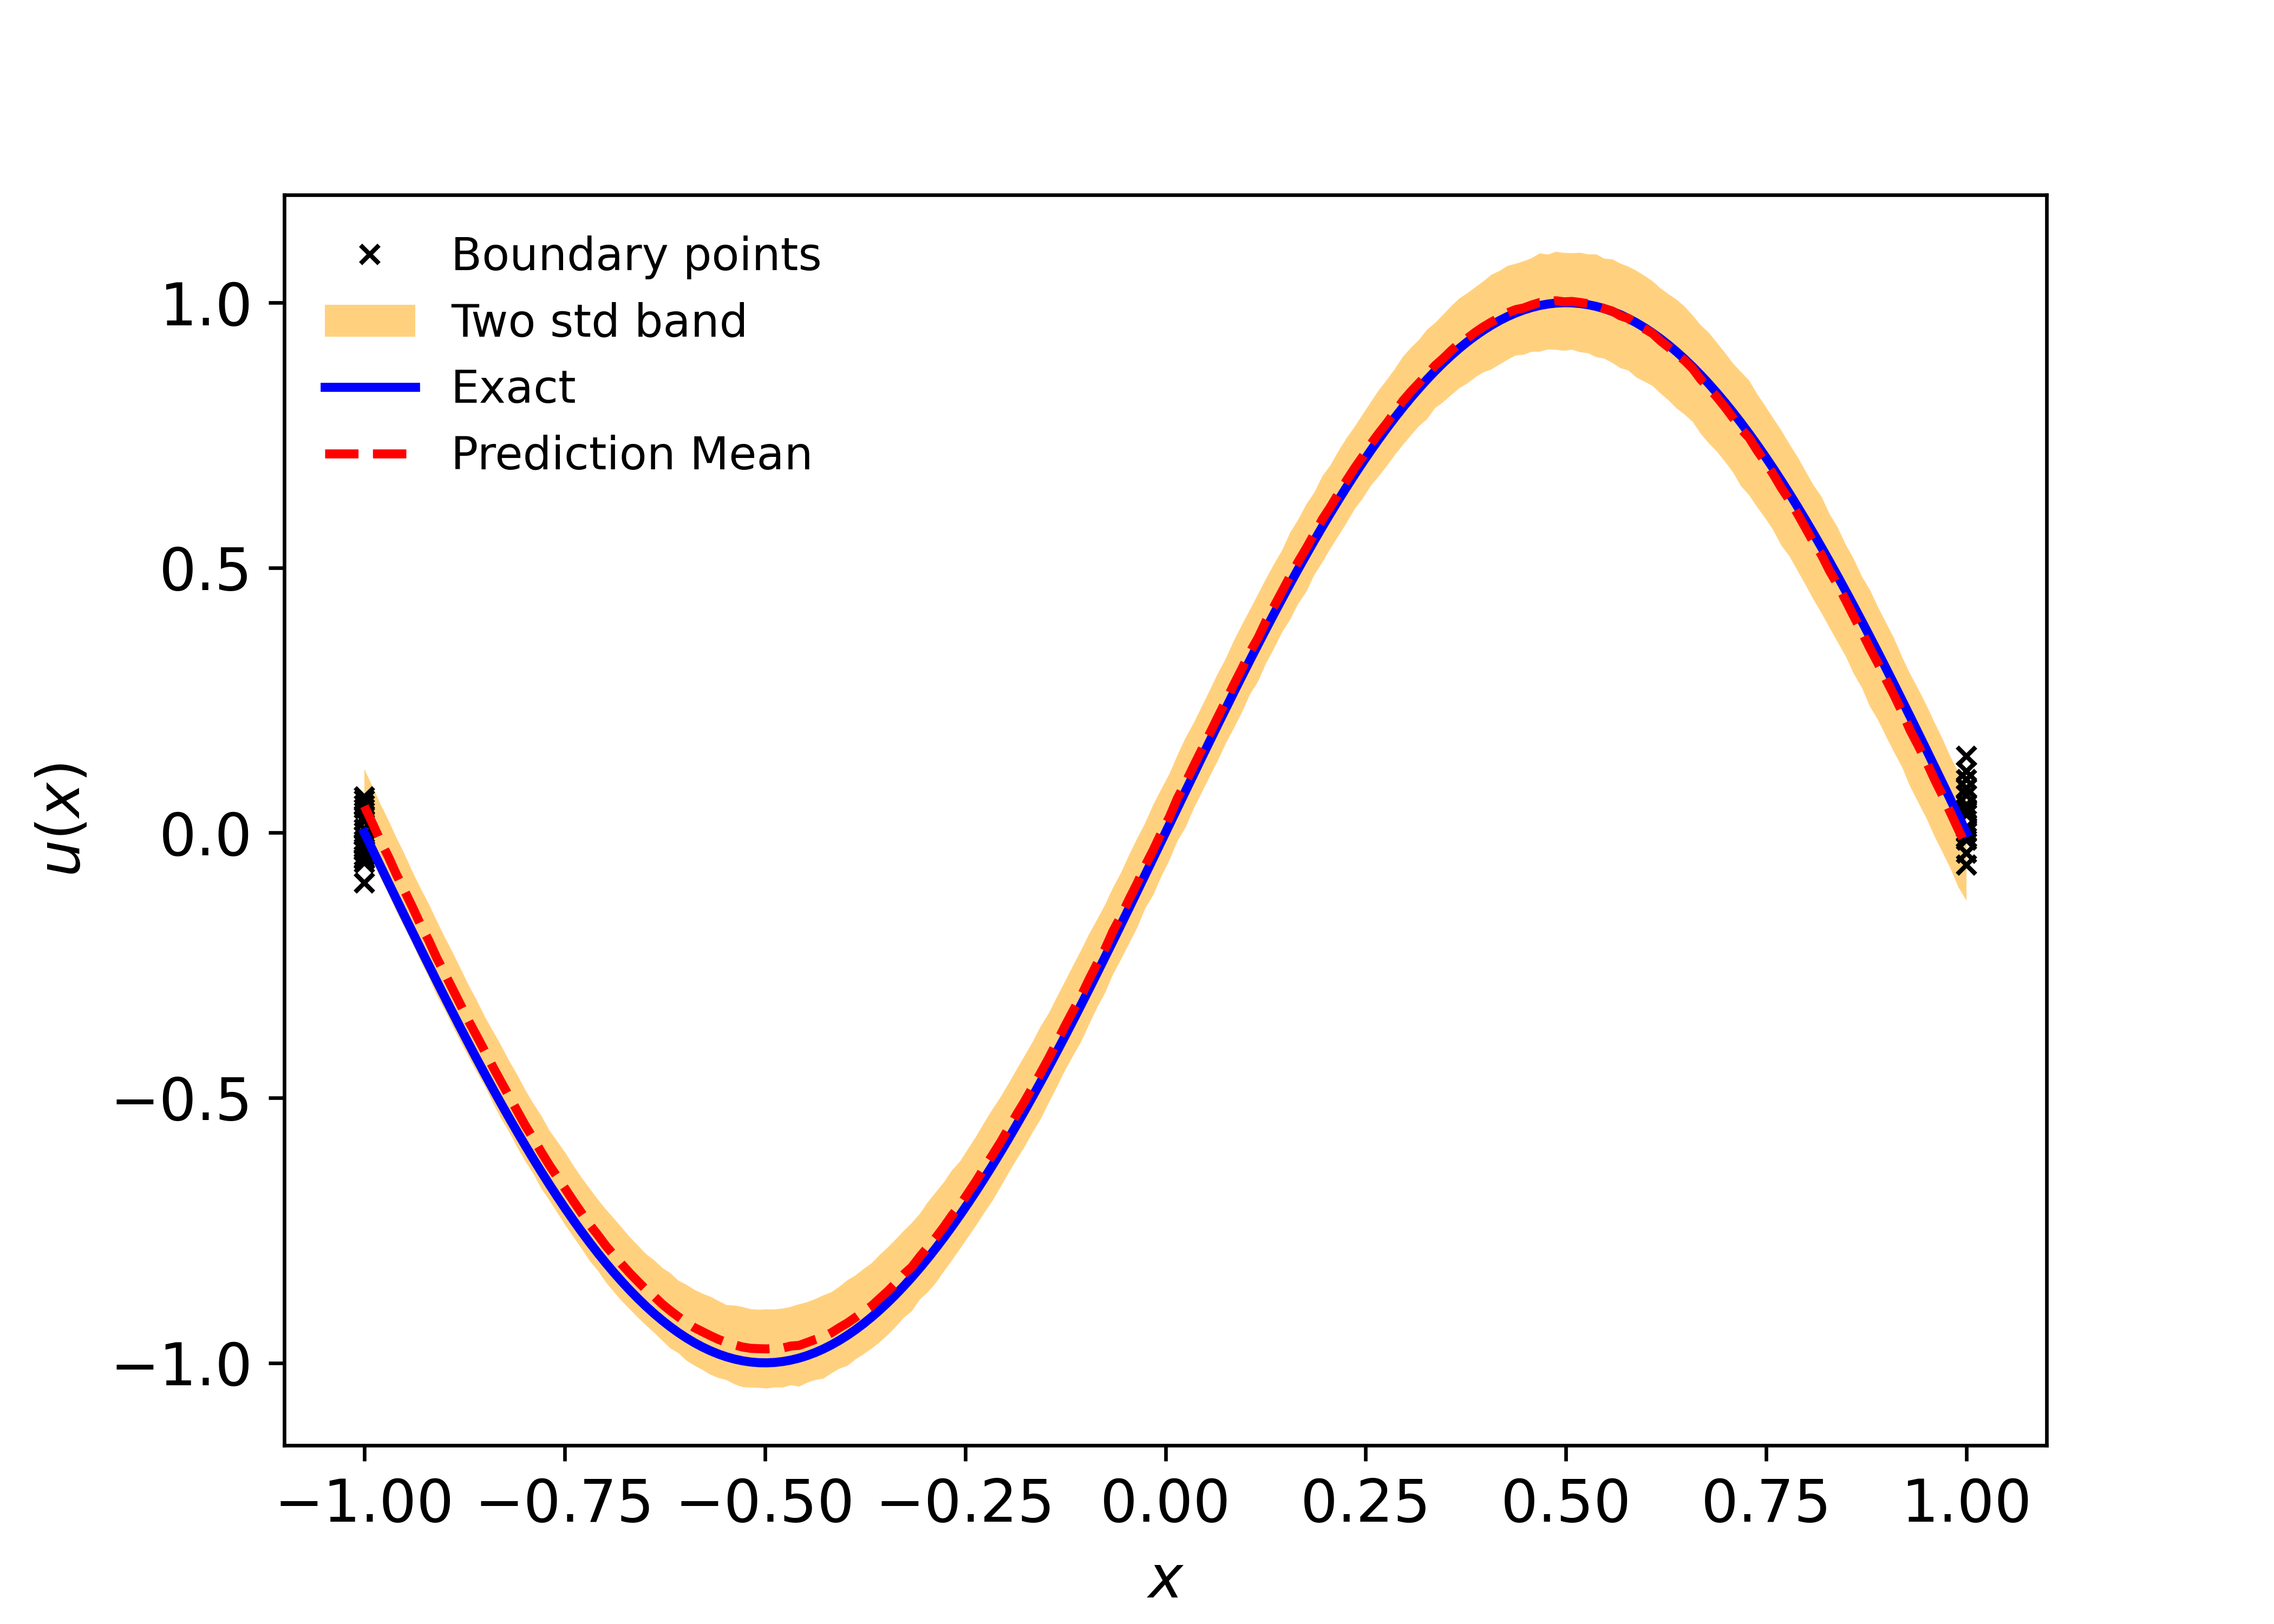 Boundary points
Two std band
Exact
Prediction Mean
1.0
0.5
0.0
−0.5
−1.0
u(x)
−1.00 −0.75 −0.50 −0.25 0.00 0.25 0.50 0.75 1.00
x